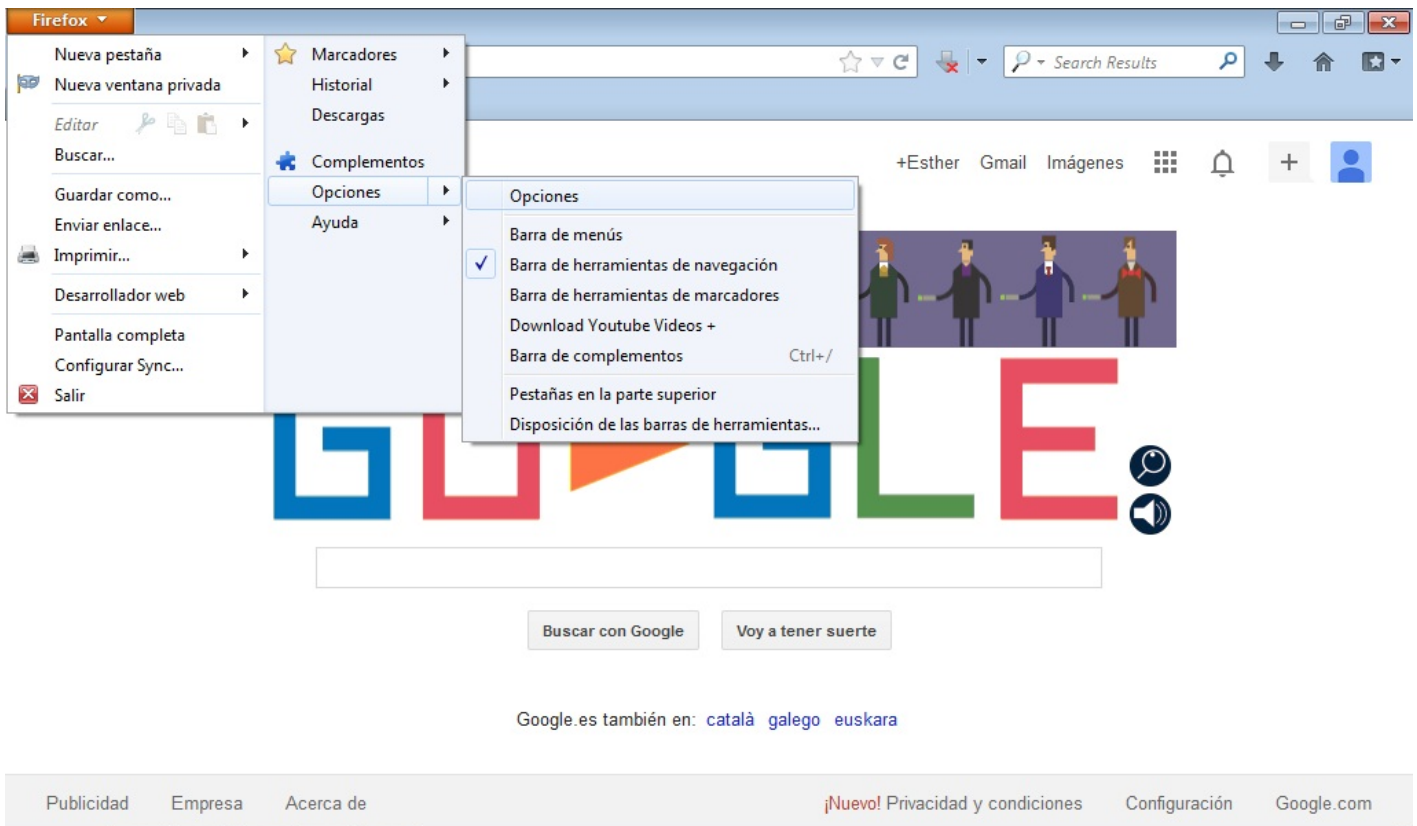 Firefox
Nueva pestaña
Nueva ventana privada
Editar
Buscar...
Guardar como...
Enviar enlace...
Imprimir...
Desarrollador web
Pantalla completa
Configurar Sync...
Salir
Marcadores
Historial
Descargas
Complementos
Opciones
Ayuda
Opciones
Barra de menús
Barra de herramientas de navegación
Barra de herramientas de marcadores
Download Youtube Videos +
Barra de complementos Ctrl+/
Pestañas en la parte superior
Disposición de las barras de herramientas...
Search Results
+Esther Gmail Imágenes
GOOGLE
Buscar con Google Voy a tener suerte
Google.es también en: català galego euskara
Publicidad Empresa Acerca de ¡Nuevo! Privacidad y condiciones Configuración Google.com